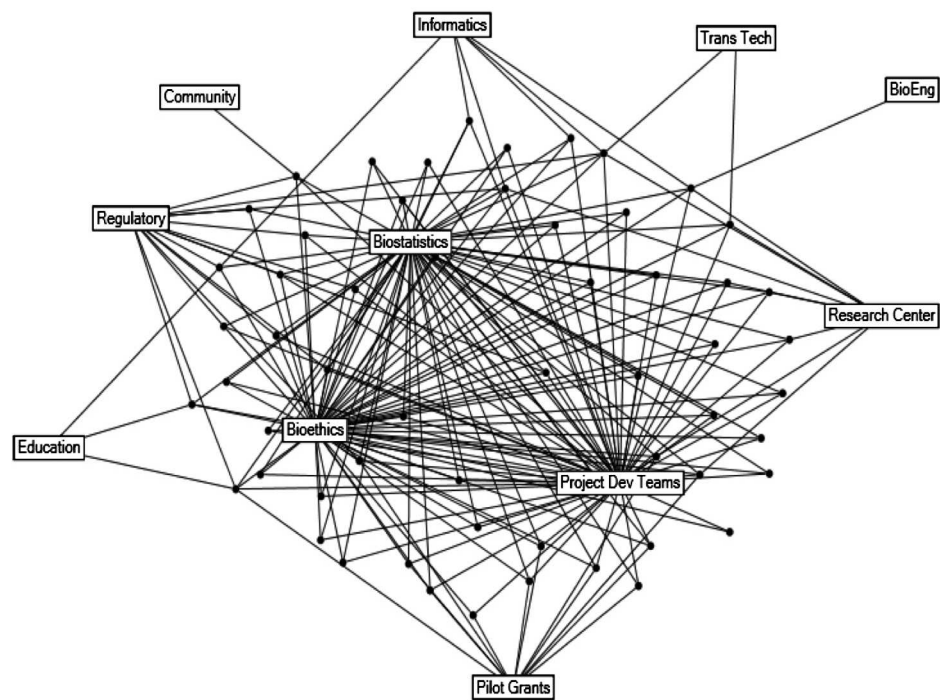 Informatics
Trans Tech
BioEng
Community
Regulatory
Biostatistics
Research Center
Bioethics
Education
Project Dev Teams
Pilot Grants